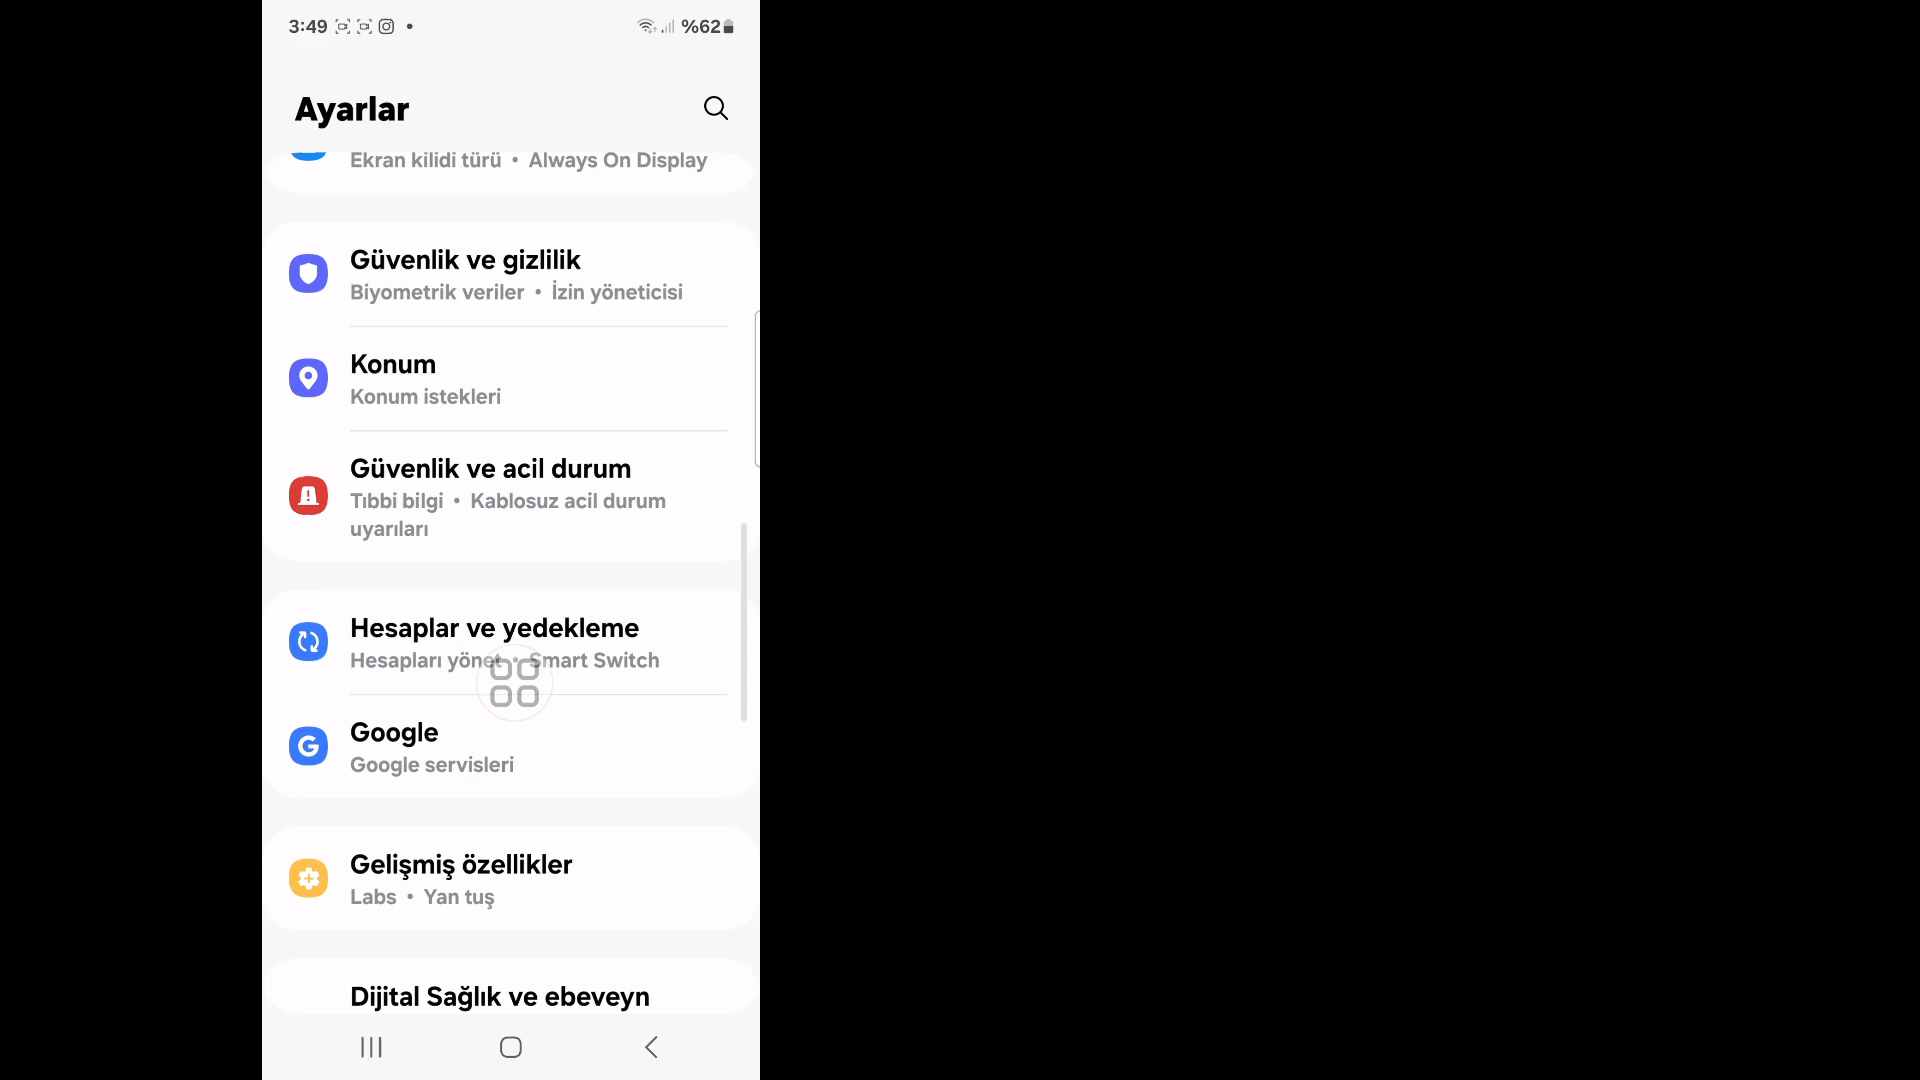 3:49 %62
Ayarlar
Ekran kilidi türü • Always On Display
Güvenlik ve gizlilik
Biyometrik veriler • İzin yöneticisi
Konum
Konum istekleri
Güvenlik ve acil durum
Tıbbi bilgi • Kablosuz acil durum
uyarıları
Hesaplar ve yedekleme
Hesapları yönet • Smart Switch
Google
Google servisleri
Gelişmiş özellikler
Labs • Yan tuş
Dijital Sağlık ve ebeveyn